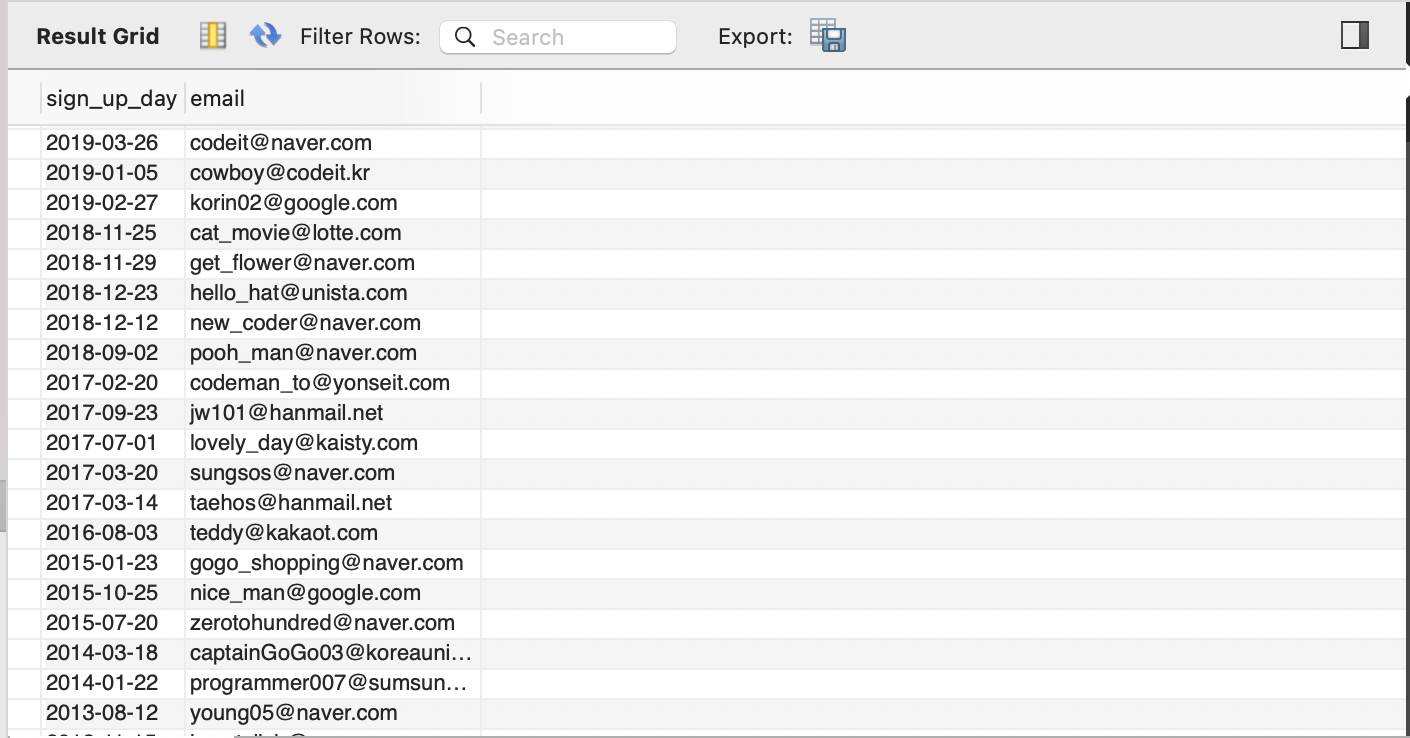 Result Grid Filter Rows: Search Export:
sign_up_day email
2019-03-26 codeit@naver.com
2019-01-05 cowboy@codeit.kr
2019-02-27 korin02@google.com
2018-11-25 cat_movie@lotte.com
2018-11-29 get_flower@naver.com
2018-12-23 hello_hat@unista.com
2018-12-12 new_coder@naver.com
2018-09-02 pooh_man@naver.com
2017-02-20 codeman_to@yonseit.com
2017-09-23 jw101@hanmail.net
2017-07-01 lovely_day@kaisty.com
2017-03-20 sungsos@naver.com
2017-03-14 taehos@hanmail.net
2016-08-03 teddy@kakaot.com
2015-01-23 gogo_shopping@naver.com
2015-10-25 nice_man@google.com
2015-07-20 zerotohundred@naver.com
2014-03-18 captainGoGo03@koreauni...
2014-01-22 programmer007@sumsun...
2013-08-12 young05@naver.com